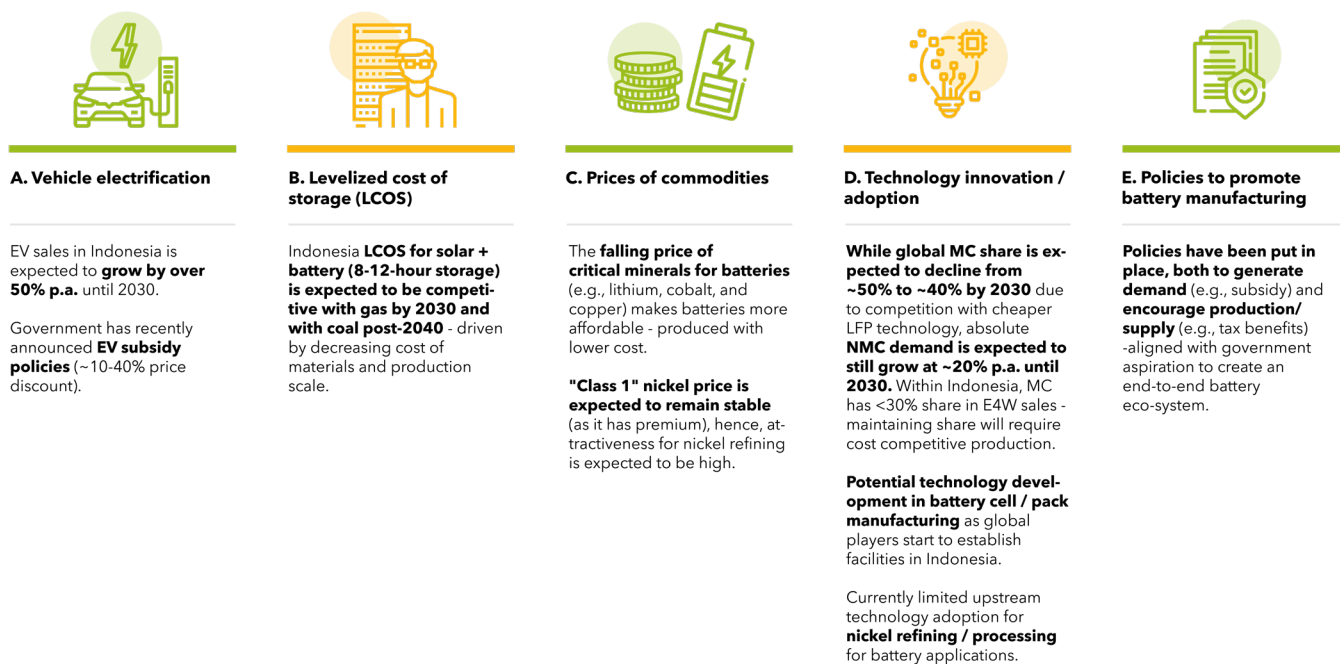 A. Vehicle electrification
EV sales in Indonesia is
expected to grow by over
50% p.a. until 2030.
Government has recently
announced EV subsidy
policies (~10-40% price
discount).
B. Levelized cost of
storage (LCOS)
Indonesia LCOS for solar +
battery (8-12-hour storage)
is expected to be competi-
tive with gas by 2030 and
with coal post-2040 - driven
by decreasing cost of
materials and production
scale.
C. Prices of commodities
The falling price of
critical minerals for batteries
(e.g., lithium, cobalt, and
copper) makes batteries more
affordable - produced with
lower cost.
"Class 1" nickel price is
expected to remain stable
(as it has premium), hence, at-
tractiveness for nickel refining
is expected to be high.
D. Technology innovation /
adoption
While global MC share is ex-
pected to decline from
~50% to ~40% by 2030 due
to competition with cheaper
LFP technology, absolute
NMC demand is expected to
still grow at ~20% p.a. until
2030. Within Indonesia, MC
has <30% share in E4W sales -
maintaining share will require
cost competitive production.
Potential technology devel-
opment in battery cell / pack
manufacturing as global
players start to establish
facilities in Indonesia.
Currently limited upstream
technology adoption for
nickel refining / processing
for battery applications.
E. Policies to promote
battery manufacturing
Policies have been put in
place, both to generate
demand (e.g., subsidy) and
encourage production/
supply (e.g., tax benefits)
-aligned with government
aspiration to create an
end-to-end battery
eco-system.